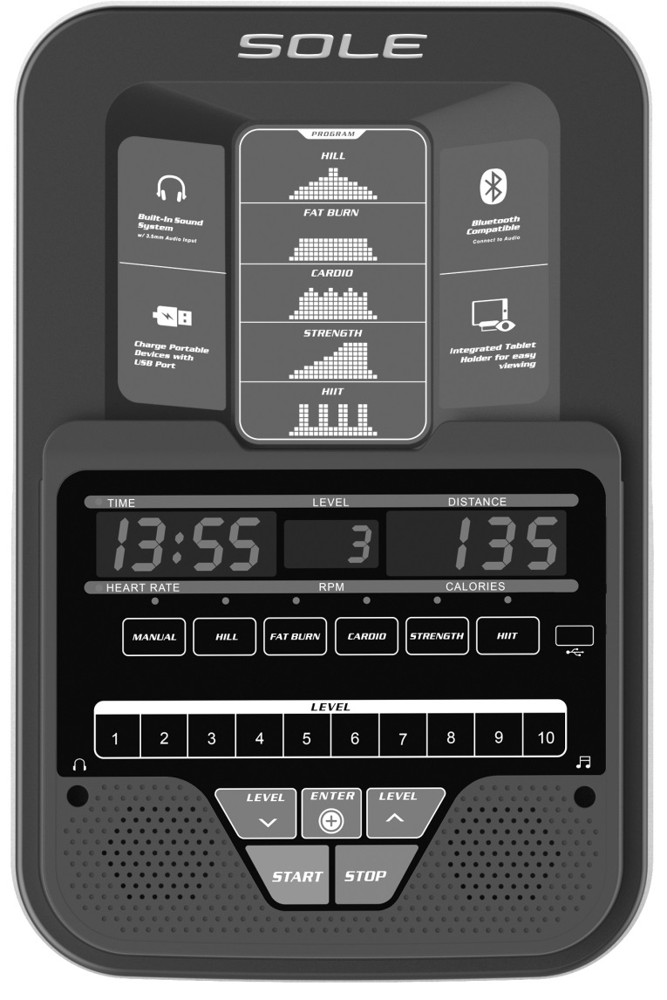 SOLE
PROGRAM
HILL
FAT BURN
CARDIO
STRENGTH
HIIT
Built-In Sound
System
w/ 3.5mm Audio Input
Charge Portable
Devices with
USB Port
Bluetooth
Compatible
Connect to Audio
Integrated Tablet
Holder for easy
viewing
TIME LEVEL DISTANCE
13:55 3 135
HEART RATE RPM CALORIES
MANUAL HILL FAT BURN CARDIO STRENGTH HIIT
LEVEL
1 2 3 4 5 6 7 8 9 10
LEVEL ENTER LEVEL
START STOP